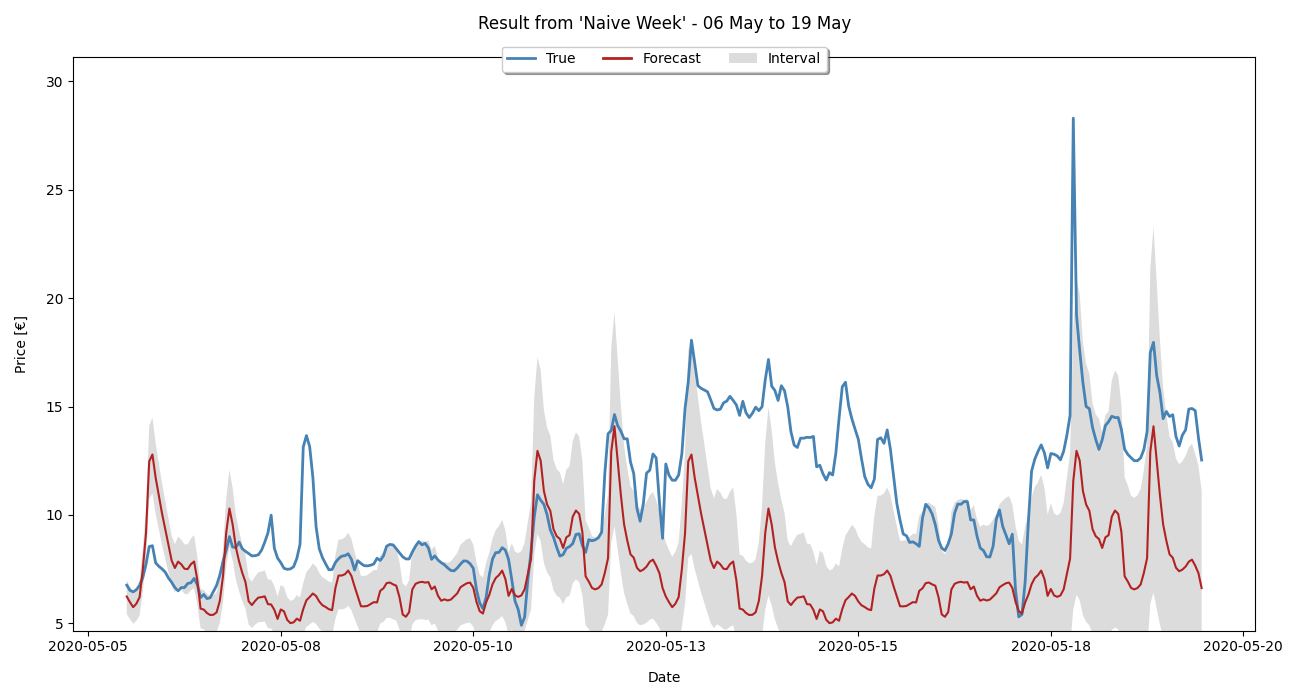 Result from 'Naive Week' - 06 May to 19 May
True Forecast Interval
30
25
20
15
10
5
Price [€]
2020-05-05 2020-05-08 2020-05-10 2020-05-13 2020-05-15 2020-05-18 2020-05-20
Date